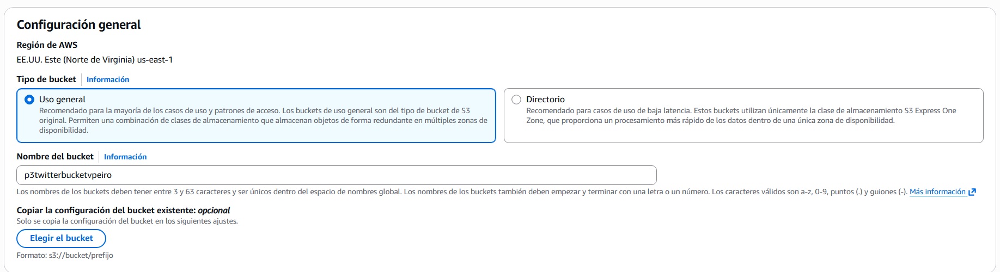 Configuración general
Región de AWS
EE.UU. Este (Norte de Virginia) us-east-1
Tipo de bucket
Información
Uso general
Recomendado para la mayoría de los casos de uso y patrones de acceso. Los buckets de uso general son del tipo de bucket de S3
original. Permiten una combinación de clases de almacenamiento que almacenan objetos de forma redundante en múltiples zonas de
disponibilidad.
Directorio
Recomendado para casos de uso de baja latencia. Estos buckets utilizan únicamente la clase de almacenamiento S3 Express One
Zone, que proporciona un procesamiento más rápido de los datos dentro de una única zona de disponibilidad.
Nombre del bucket
Información
p3twitterbucketvpeiro
Los nombres de los buckets deben tener entre 3 y 63 caracteres y ser únicos dentro del espacio de nombres global. Los nombres de los buckets también deben empezar y terminar con una letra o un número. Los caracteres válidos son a-z, 0-9, puntos (.) y guiones (-). Más información
Copiar la configuración del bucket existente: opcional
Solo se copia la configuración del bucket en los siguientes ajustes.
Elegir el bucket
Formato: s3://bucket/prefijo